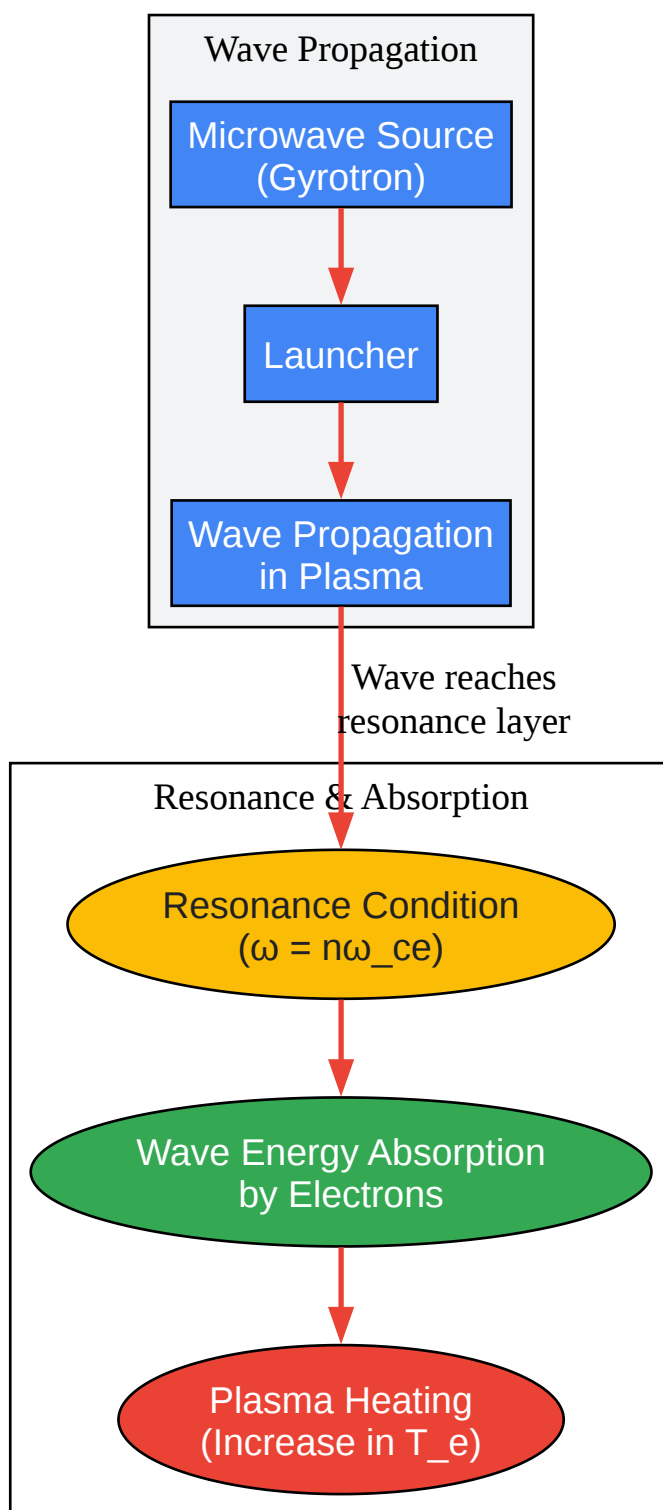 Wave Propagation
Microwave Source
(Gyrotron)
Launcher
Wave Propagation
in Plasma
Wave reaches
resonance layer
Resonance & Absorption
Resonance Condition
(ω = nω_ce)
Wave Energy Absorption
by Electrons
Plasma Heating
(Increase in T_e)